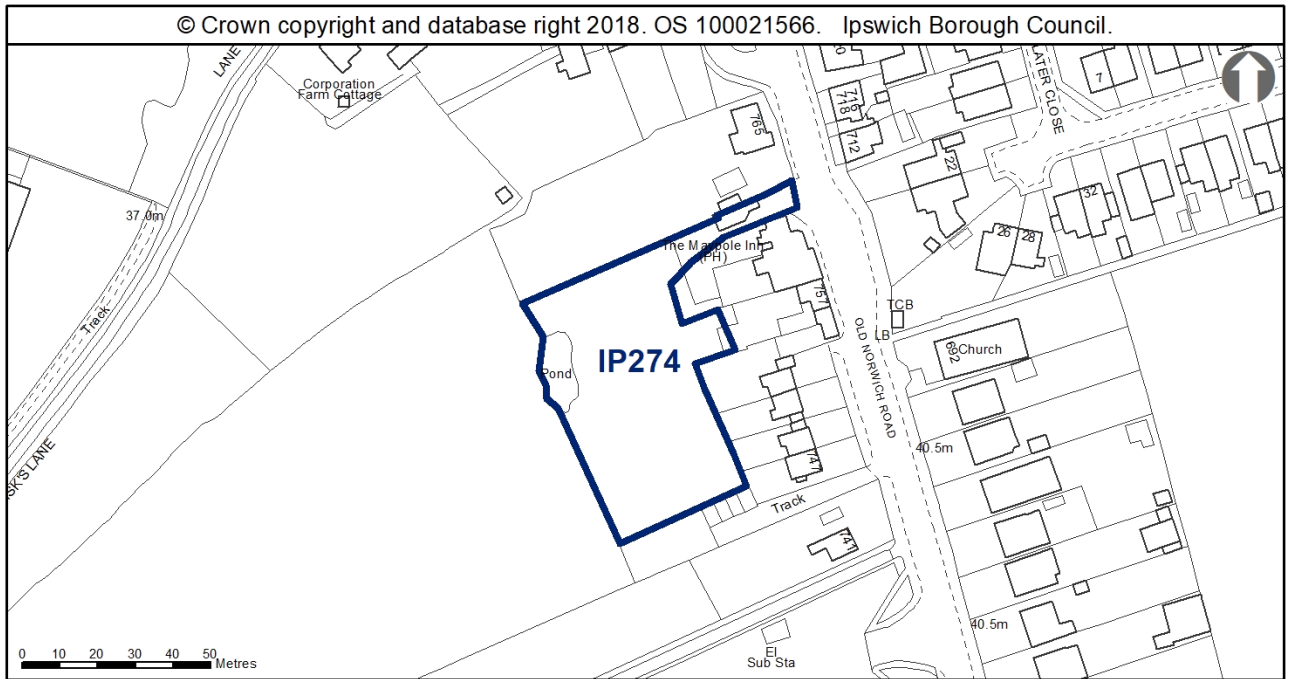 © Crown copyright and database right 2018. OS 100021566. Ipswich Borough Council.
LANE
Corporation
Farm Cottage
765
716
718
712
7
22
32
26
28
37.0m
The Maypole Inn
(PH)
757
TCB
LB
Church
692
OLD NORWICH ROAD
IP274
Pond
Track
40.5m
747
Track
741
40.5m
El
Sub Sta
0 10 20 30 40 50
Metres